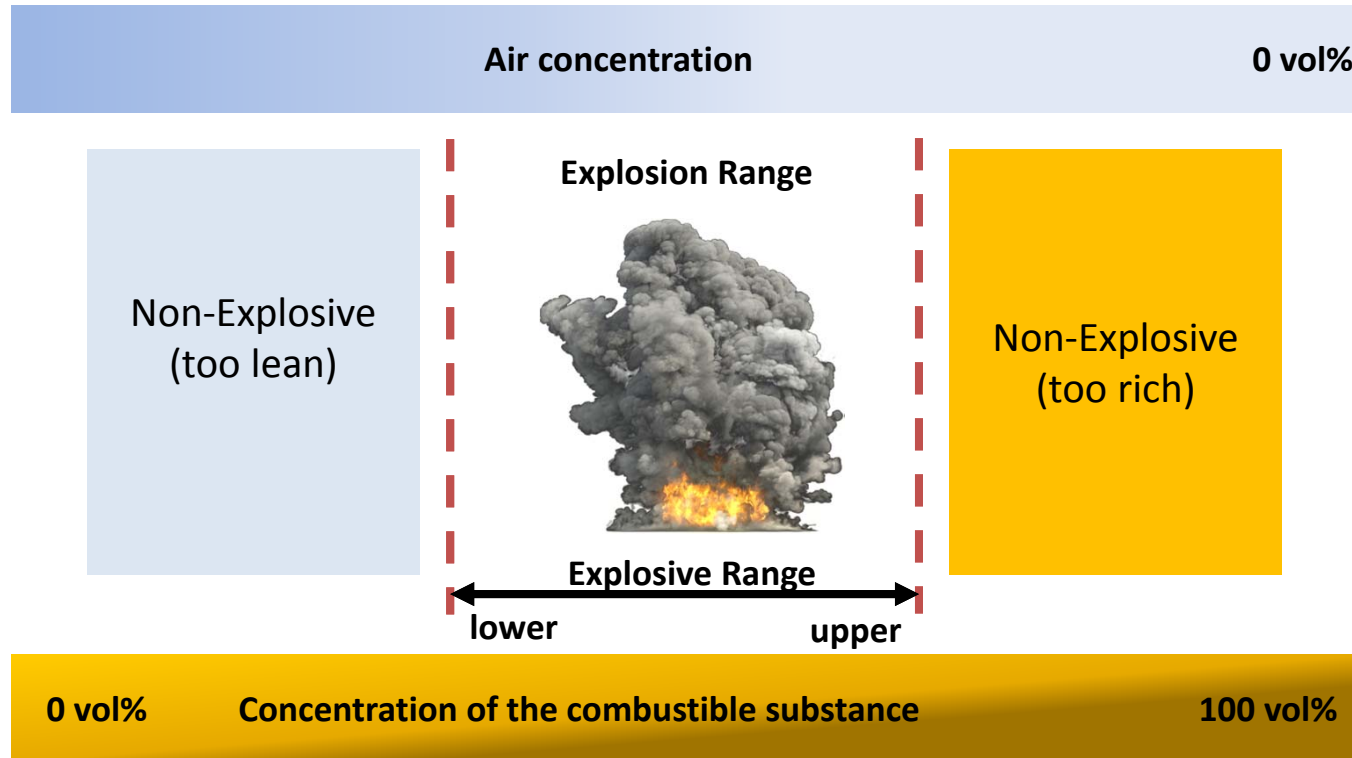 Air concentration
0 vol%
Explosion Range
Non-Explosive
(too lean)
Non-Explosive
(too rich)
Explosive Range
lower
upper
0 vol%
Concentration of the combustible substance
100 vol%